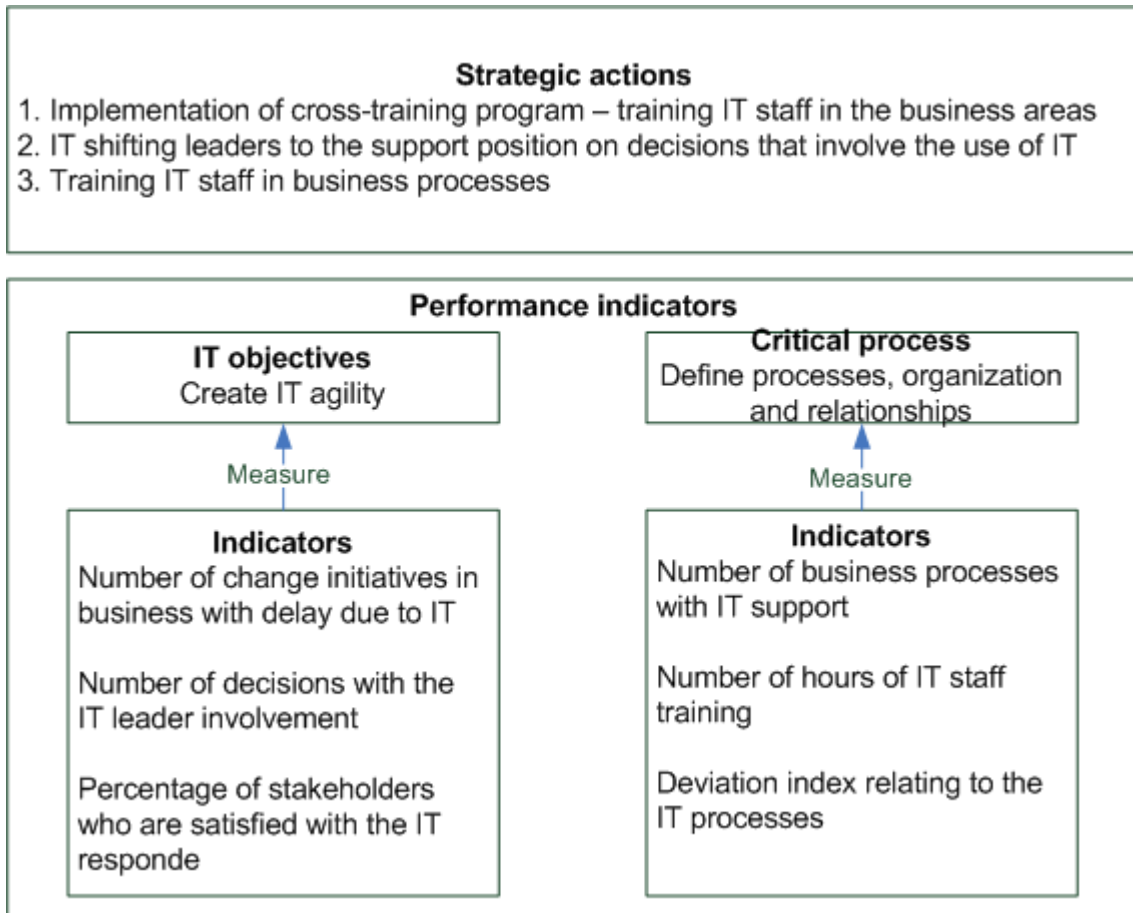 Strategic actions
1. Implementation of cross-training program – training IT staff in the business areas
2. IT shifting leaders to the support position on decisions that involve the use of IT
3. Training IT staff in business processes
Performance indicators
IT objectives
Create IT agility
Critical process
Define processes, organization
and relationships
Measure
Measure
Indicators
Number of change initiatives in
business with delay due to IT
Number of decisions with the
IT leader involvement
Percentage of stakeholders
who are satisfied with the IT
responde
Indicators
Number of business processes
with IT support
Number of hours of IT staff
training
Deviation index relating to the
IT processes